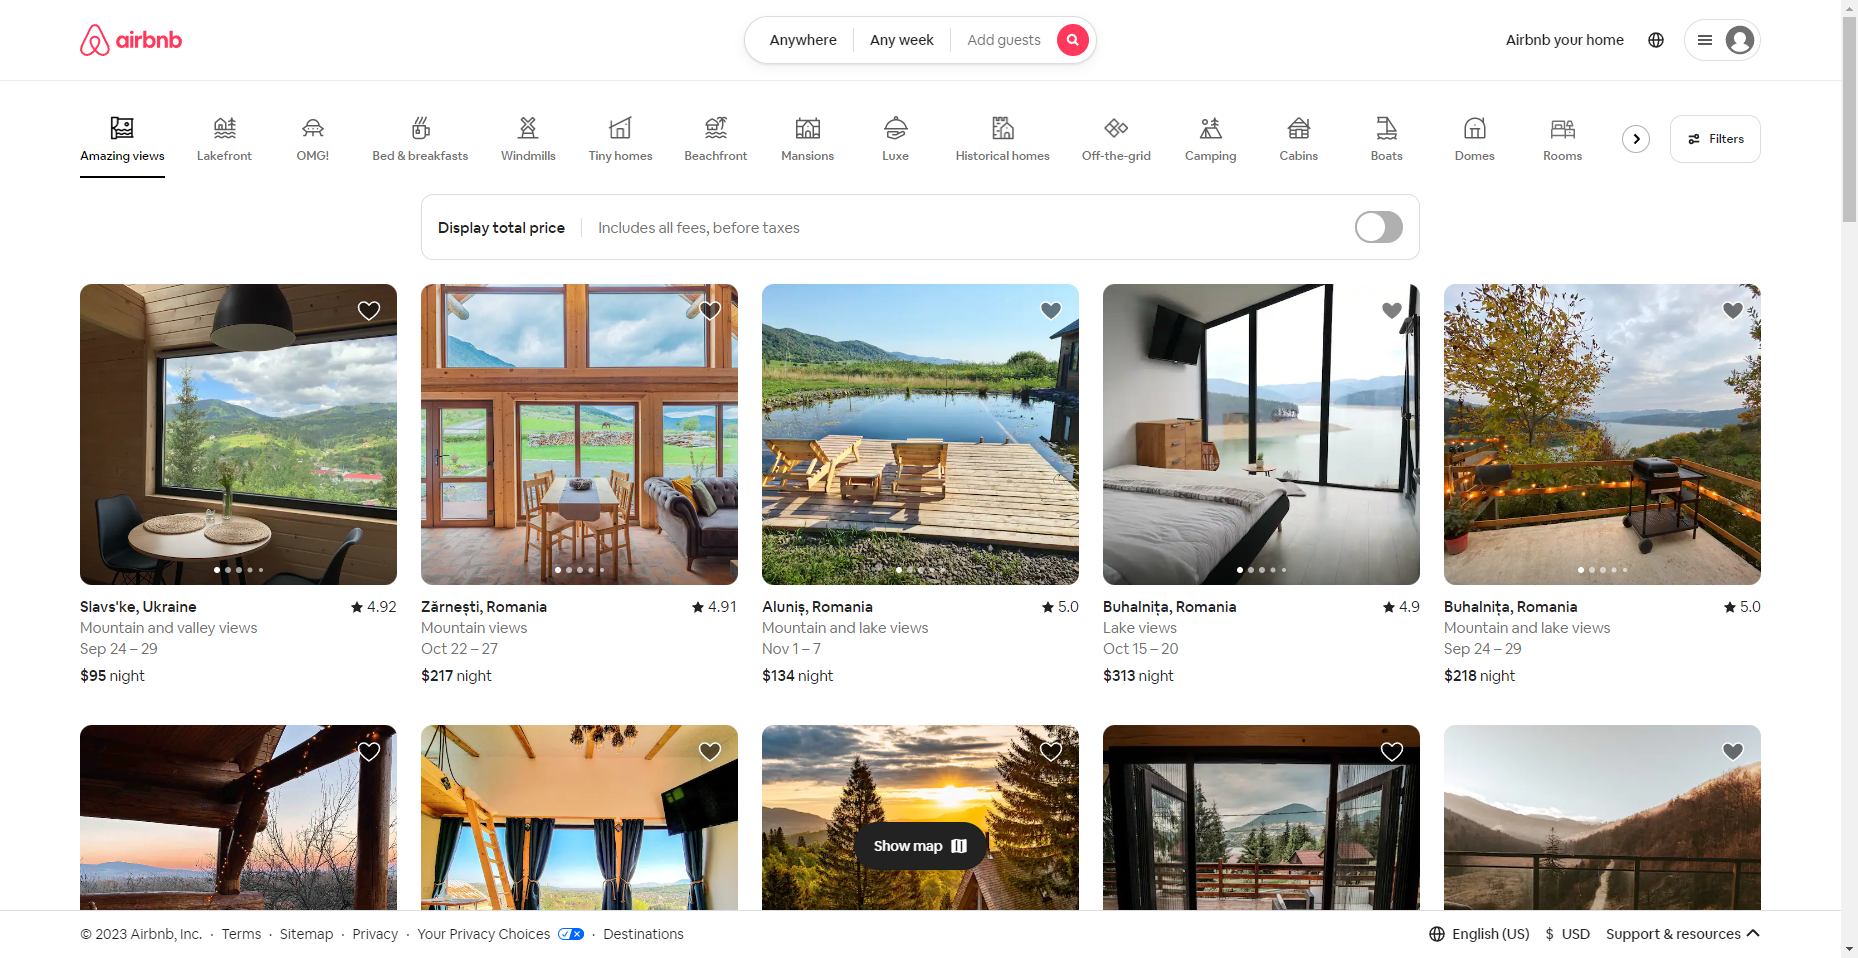 airbnb
Anywhere
Any week
Add guests
Airbnb your home
Amazing views
Lakefront
OMG!
Bed & breakfasts
Windmills
Tiny homes
Beachfront
Mansions
Luxe
Historical homes
Off-the-grid
Camping
Cabins
Boats
Domes
Rooms
Filters
Display total price
Includes all fees, before taxes
Slavs'ke, Ukraine
4.92
Mountain and valley views
Sep 24 – 29
$95 night
Zărnești, Romania
4.91
Mountain views
Oct 22 – 27
$217 night
Aluniș, Romania
5.0
Mountain and lake views
Nov 1 – 7
$134 night
Buhalnița, Romania
4.9
Lake views
Oct 15 – 20
$313 night
Buhalnița, Romania
5.0
Mountain and lake views
Sep 24 – 29
$218 night
Show map
© 2023 Airbnb, Inc. · Terms · Sitemap · Privacy · Your Privacy Choices · Destinations
English (US)
$ USD
Support & resources